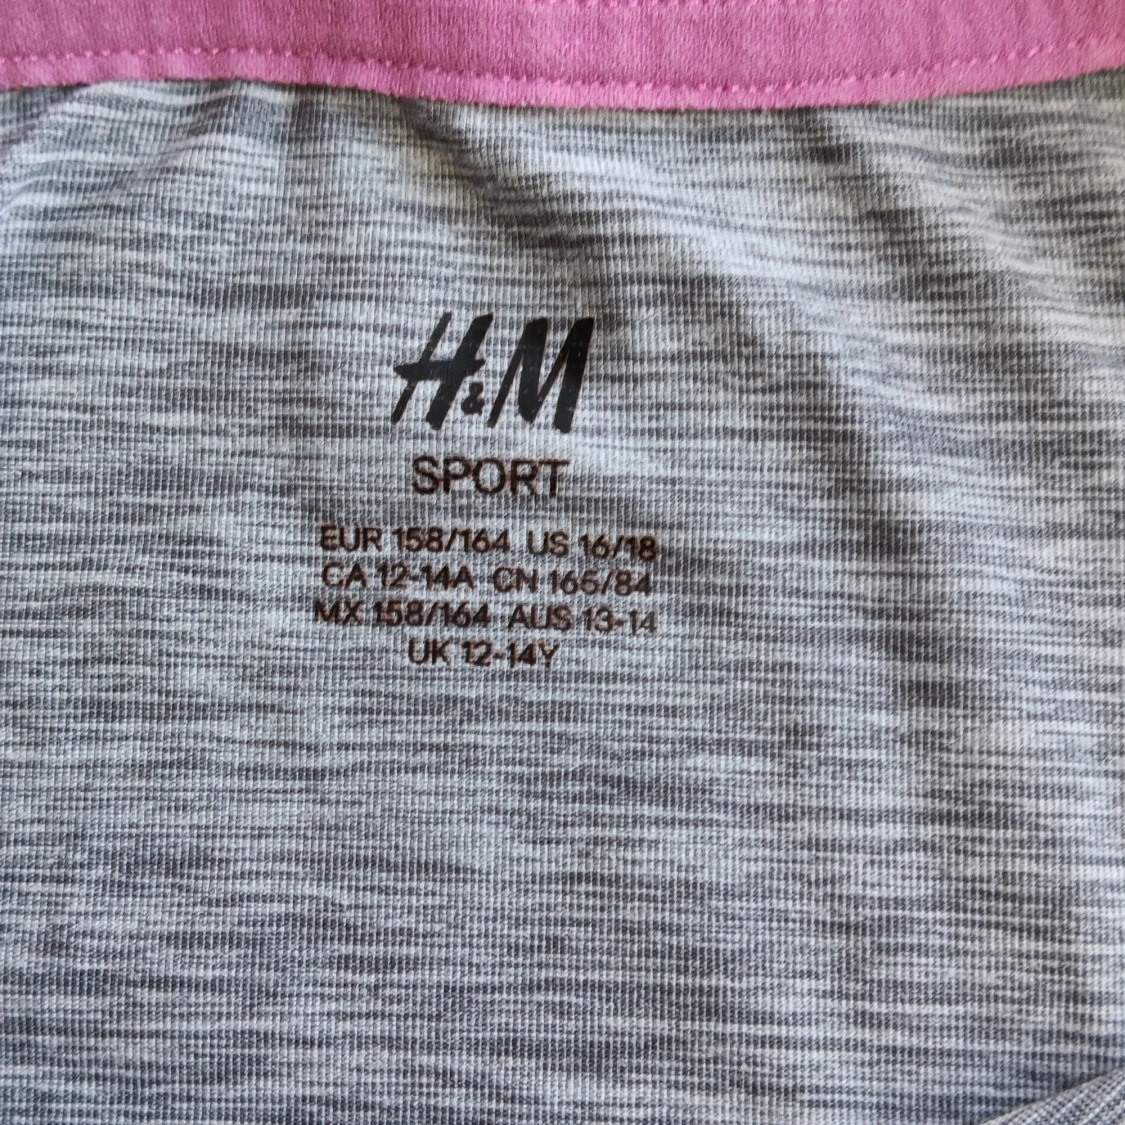 H&M
SPORT
EUR 158/164 US 16/18
CA 12-14A CN 165/84
MX 158/164 AUS 13-14
UK 12-14Y